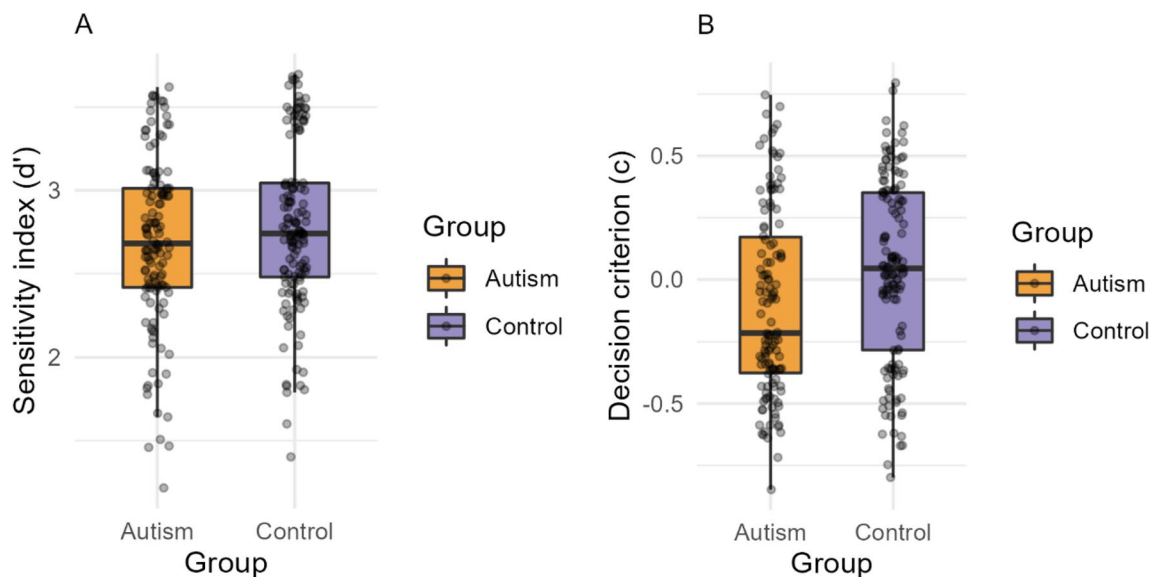 A
Sensitivity index (d')
3
2
Autism
Control
Group
Group
Autism
Control
B
Decision criterion (c)
0.5
0.0
-0.5
Autism
Control
Group
Group
Autism
Control